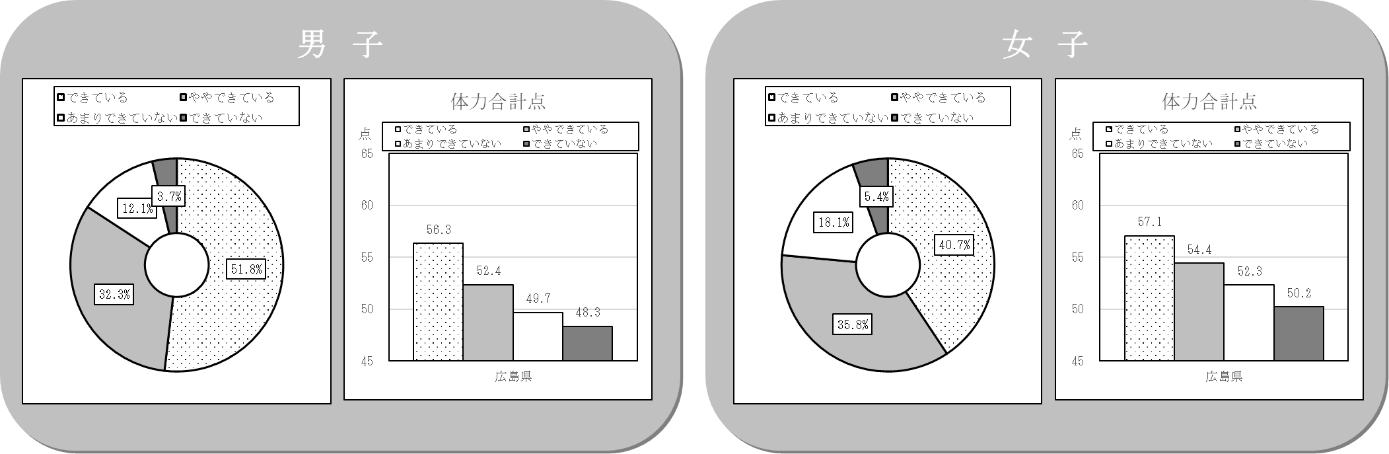 男 子
できている ややできている
あまりできていない できていない
3.7%
12.1%
51.8%
32.3%
体力合計点
点
できている ややできている
あまりできていない できていない
65
60
55
50
45
56.3
52.4
49.7
48.3
広島県
女 子
できている ややできている
あまりできていない できていない
5.4%
18.1%
40.7%
35.8%
体力合計点
点
できている ややできている
あまりできていない できていない
65
60
55
50
45
57.1
54.4
52.3
50.2
広島県